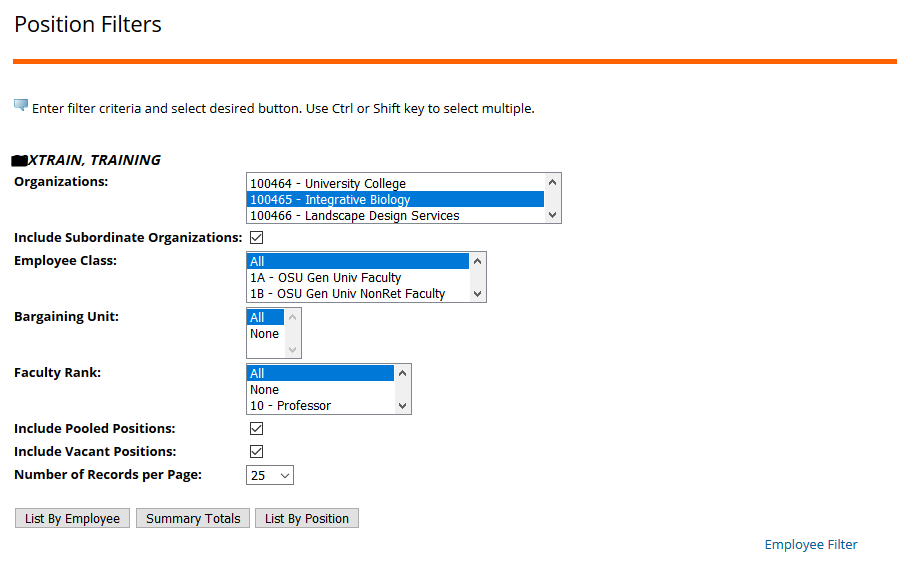 Position Filters
Enter filter criteria and select desired button. Use Ctrl or Shift key to select multiple.
XTRAIN, TRAINING
Organizations:
100464 - University College
100465 - Integrative Biology
100466 - Landscape Design Services
Include Subordinate Organizations:
Employee Class:
All
1A - OSU Gen Univ Faculty
1B - OSU Gen Univ NonRet Faculty
Bargaining Unit:
All
None
Faculty Rank:
All
None
10 - Professor
Include Pooled Positions:
Include Vacant Positions:
Number of Records per Page: 25
List By Employee Summary Totals List By Position
Employee Filter